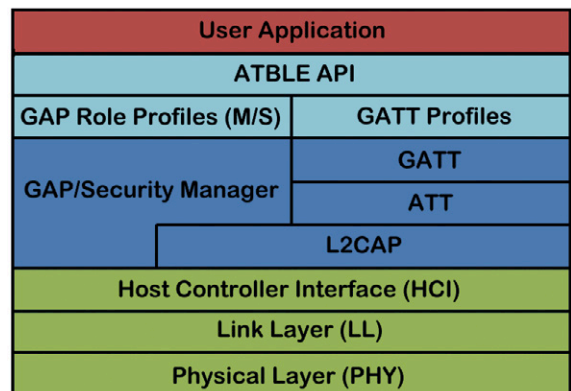 User Application
ATBLE API
GAP Role Profiles (M/S)
GATT Profiles
GAP/Security Manager
GATT
ATT
L2CAP
Host Controller Interface (HCI)
Link Layer (LL)
Physical Layer (PHY)